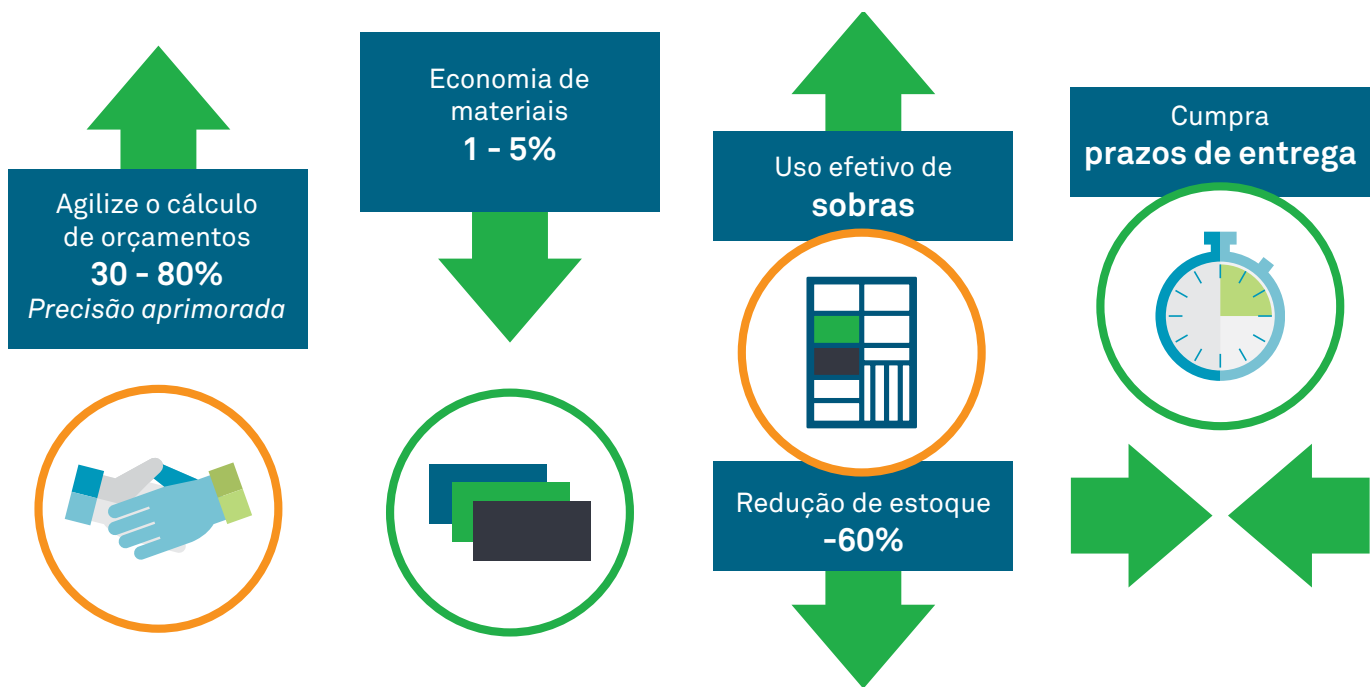 Agilize o cálculo
de orçamentos
30 - 80%
Precisão aprimorada
Economia de
materiais
1 - 5%
Uso efetivo de
sobras
Redução de estoque
-60%
Cumpra
prazos de entrega